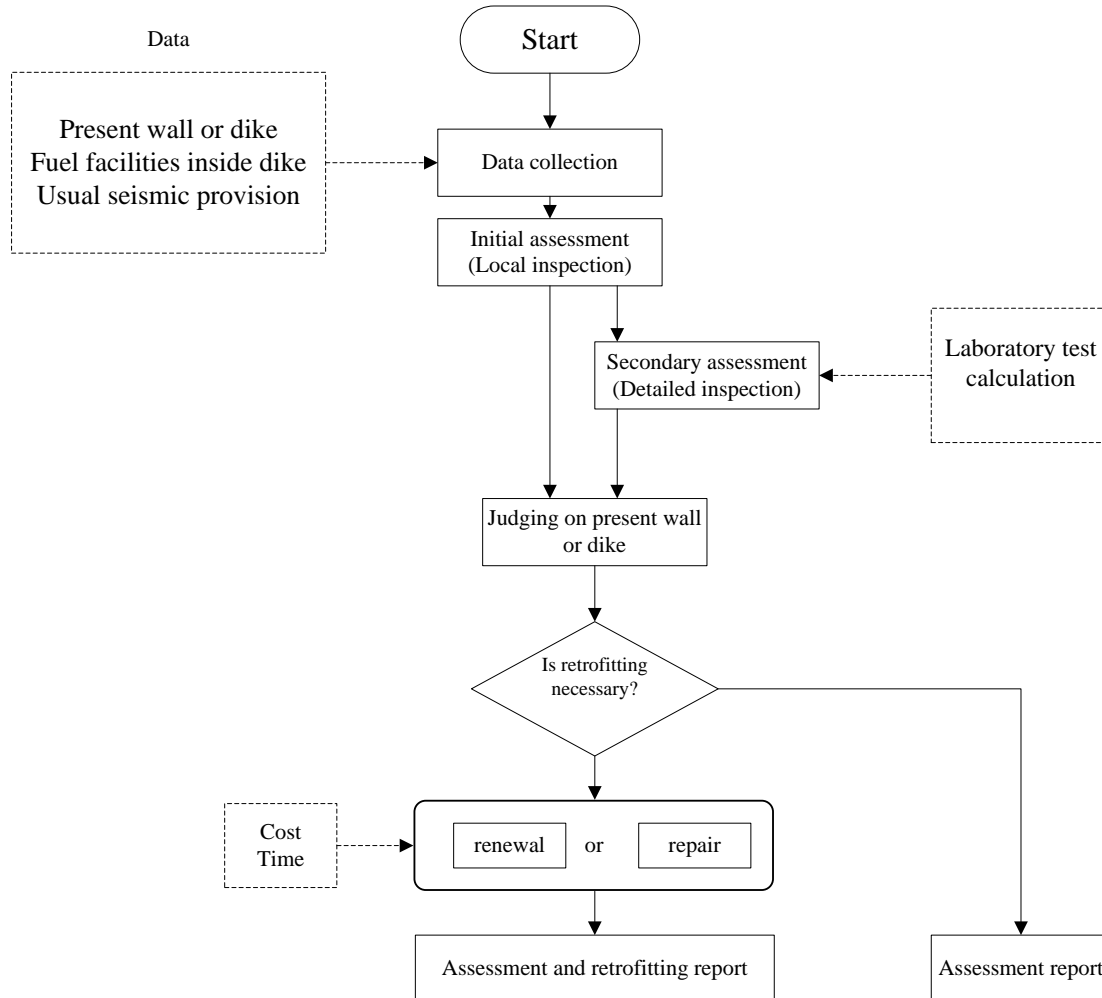 Data
Start
Present wall or dike
Fuel facilities inside dike
Usual seismic provision
Data collection
Initial assessment
(Local inspection)
Secondary assessment
(Detailed inspection)
Laboratory test
calculation
Judging on present wall
or dike
Is retrofitting
necessary?
Cost
Time
renewal or repair
Assessment and retrofitting report
Assessment report